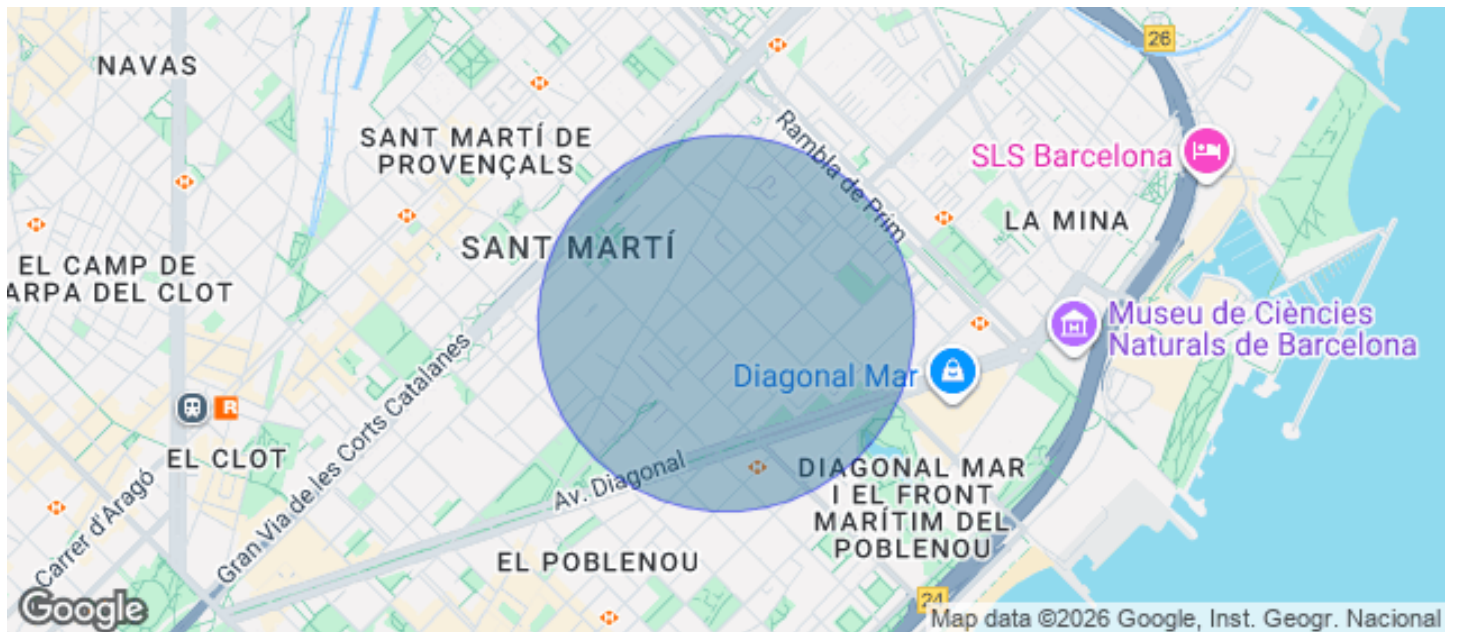 NAVAS
26
SANT MARTÍ DE
PROVENÇALS
Rambla de Prim
SLS Barcelona
LA MINA
SANT MARTÍ
EL CAMP DE
ARPA DEL CLOT
Museu de Ciències
Naturals de Barcelona
Diagonal Mar
R
EL CLOT
Gran Via de les Corts Catalanes
Av. Diagonal
DIAGONAL MAR
I EL FRONT
MARÍTIM DEL
POBLENOU
Carrer d'Aragó
EL POBLENOU
24
Google
Map data ©2026 Google, Inst. Geogr. Nacional